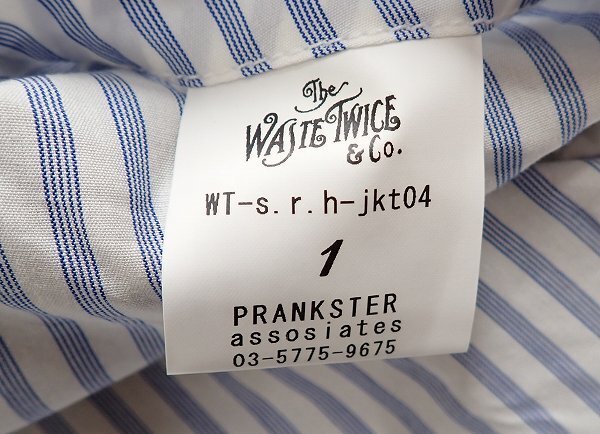 The
WASTE TWICE
& Co.
WT-s.r.h-jkt04
1
PRANKSTER
assosiates
03-5775-9675